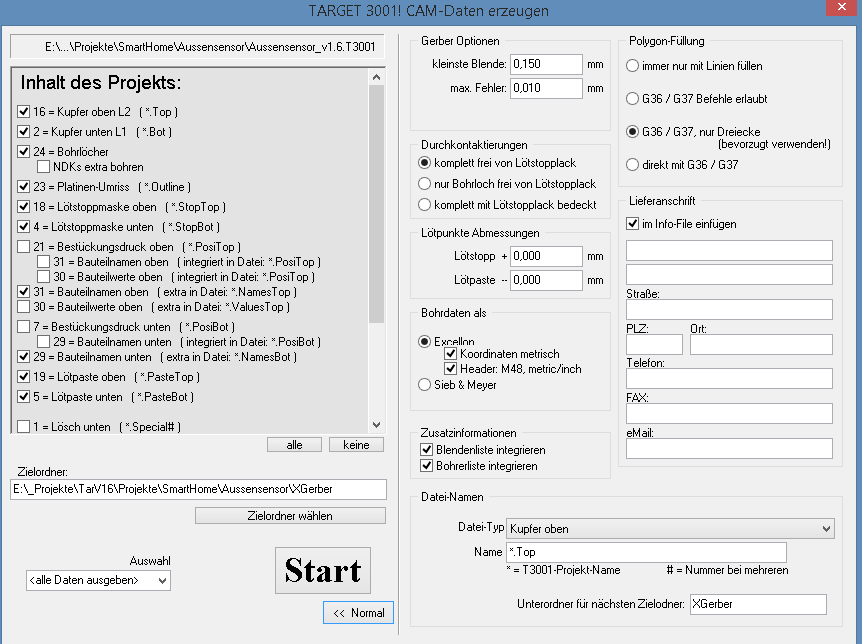 TARGET 3001! CAM-Daten erzeugen
E:\...\Projekte\SmartHome\Aussensensor\Aussensensor_v1.6.T3001
Inhalt des Projekts:
16 = Kupfer oben L2 ( *.Top )
2 = Kupfer unten L1 ( *.Bot )
24 = Bohrlöcher
NDKs extra bohren
23 = Platinen-Umriss ( *.Outline )
18 = Lötstoppmaske oben ( *.StopTop )
4 = Lötstoppmaske unten ( *.StopBot )
21 = Bestückungsdruck oben ( *.PosiTop )
31 = Bauteilnamen oben ( integriert in Datei: *.PosiTop )
30 = Bauteilwerte oben ( integriert in Datei: *.PosiTop )
31 = Bauteilnamen oben ( extra in Datei: *.NamesTop )
30 = Bauteilwerte oben ( extra in Datei: *.ValuesTop )
7 = Bestückungsdruck unten ( *.PosiBot )
29 = Bauteilnamen unten ( integriert in Datei: *.PosiBot )
29 = Bauteilnamen unten ( extra in Datei: *.NamesBot )
19 = Lötpaste oben ( *.PasteTop )
5 = Lötpaste unten ( *.PasteBot )
1 = Lösch unten ( *.Special# )
alle keine
Zielordner:
E:\_Projekte\TarV16\Projekte\SmartHome\Aussensensor\XGerber
Zielordner wählen
Auswahl
<alle Daten ausgeben>
Start
<< Normal
Gerber Optionen
kleinste Blende: 0,150 mm
max. Fehler: 0,010 mm
Durchkontaktierungen
komplett frei von Lötstopplack
nur Bohrloch frei von Lötstopplack
komplett mit Lötstopplack bedeckt
Lötpunkte Abmessungen
Lötstopp + 0,000 mm
Lötpaste -- 0,000 mm
Bohrdaten als
Excellon
Koordinaten metrisch
Header: M48, metric/inch
Sieb & Meyer
Zusatzinformationen
Blendenliste integrieren
Bohrerliste integrieren
Polygon-Füllung
immer nur mit Linien füllen
G36 / G37 Befehle erlaubt
G36 / G37, nur Dreiecke
(bevorzugt verwenden!)
direkt mit G36 / G37
Lieferanschrift
im Info-File einfügen
Straße:
PLZ: Ort:
Telefon:
FAX:
eMail:
Datei-Namen
Datei-Typ Kupfer oben
Name *.Top
* = T3001-Projekt-Name # = Nummer bei mehreren
Unterordner für nächsten Zielodner: XGerber